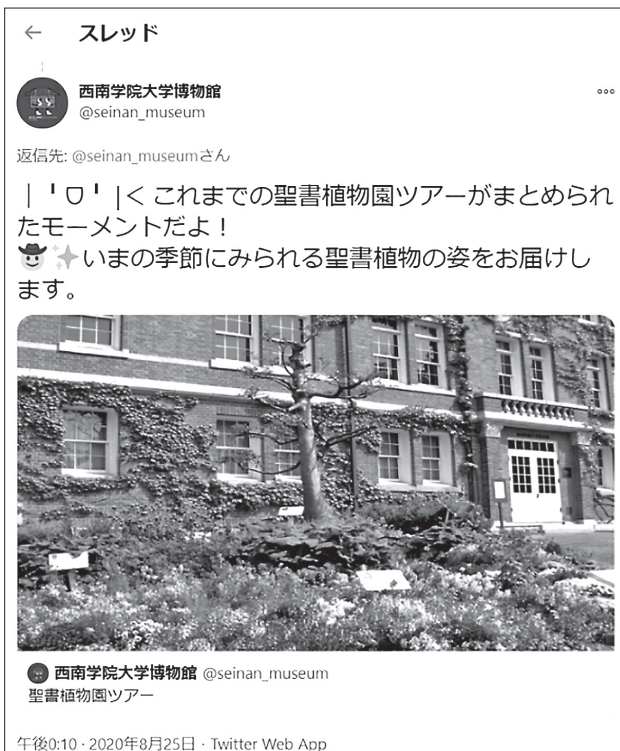 ← スレッド
西南学院大学博物館
@seinan_museum
返信先: @seinan_museumさん
│╹ㅁ╹│< これまでの聖書植物園ツアーがまとめられ
たモーメントだよ！
🤠✨いまの季節にみられる聖書植物の姿をお届けし
ます。
西南学院大学博物館 @seinan_museum
聖書植物園ツアー
午後0:10 · 2020年8月25日 · Twitter Web App